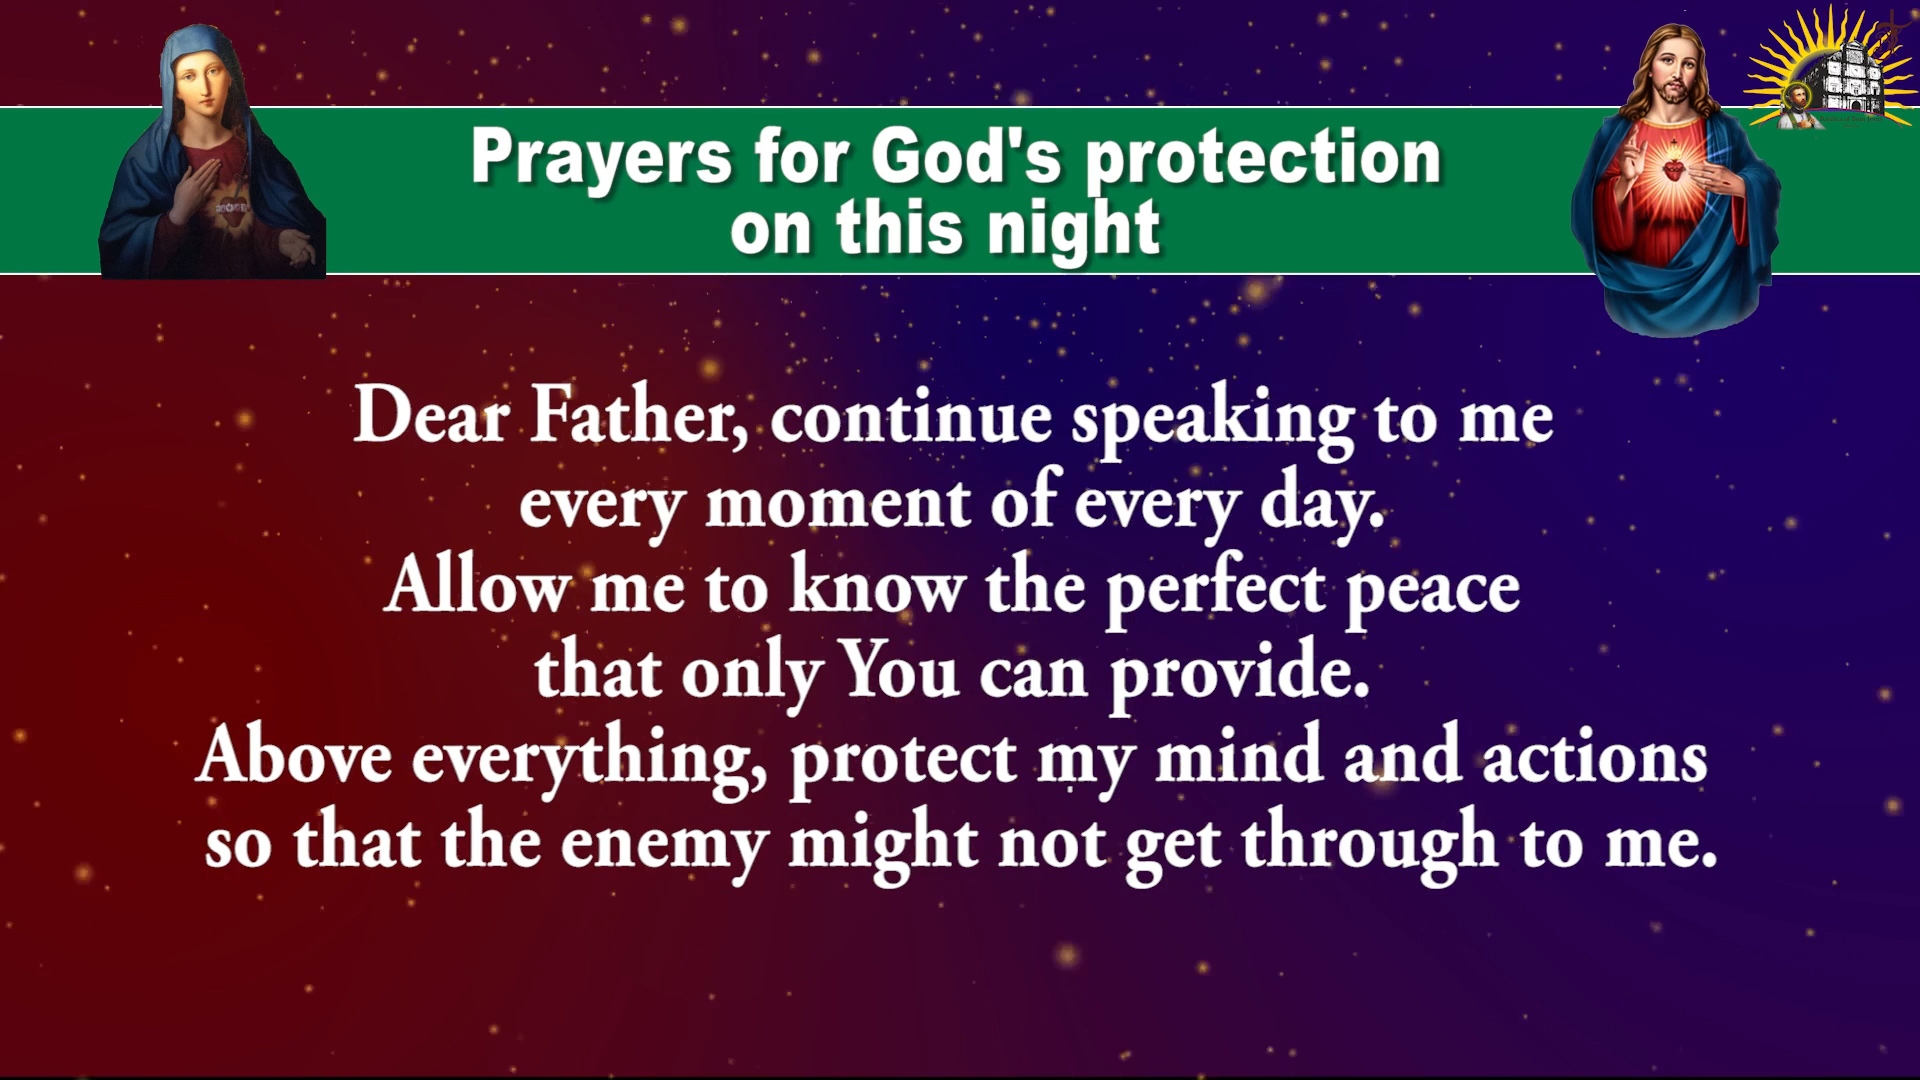 Prayers for God's protection
on this night
Dear Father, continue speaking to me
every moment of every day.
Allow me to know the perfect peace
that only You can provide.
Above everything, protect my mind and actions
so that the enemy might not get through to me.